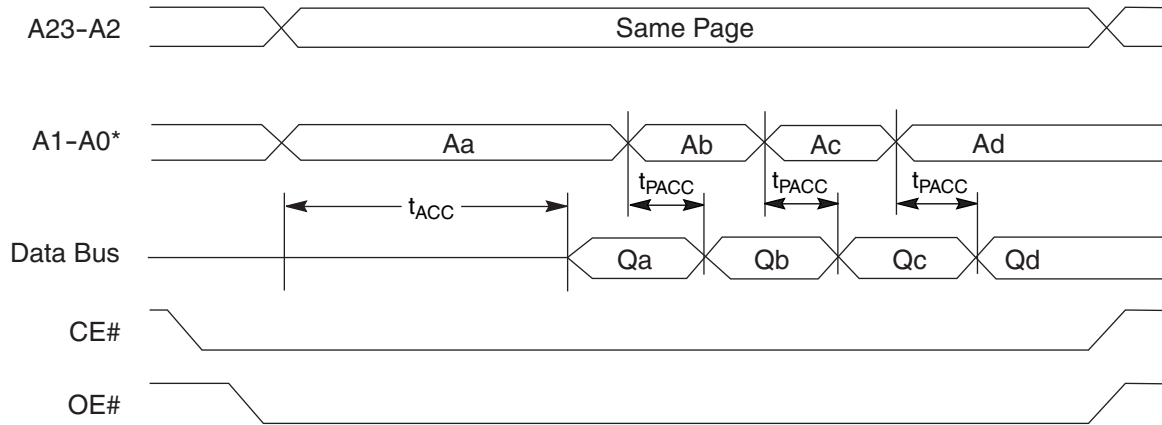 A23-A2
Same Page
A1-A0*
Aa
Ab
Ac
Ad
tACC
tPACC
tPACC
tPACC
Data Bus
Qa
Qb
Qc
Qd
CE#
OE#